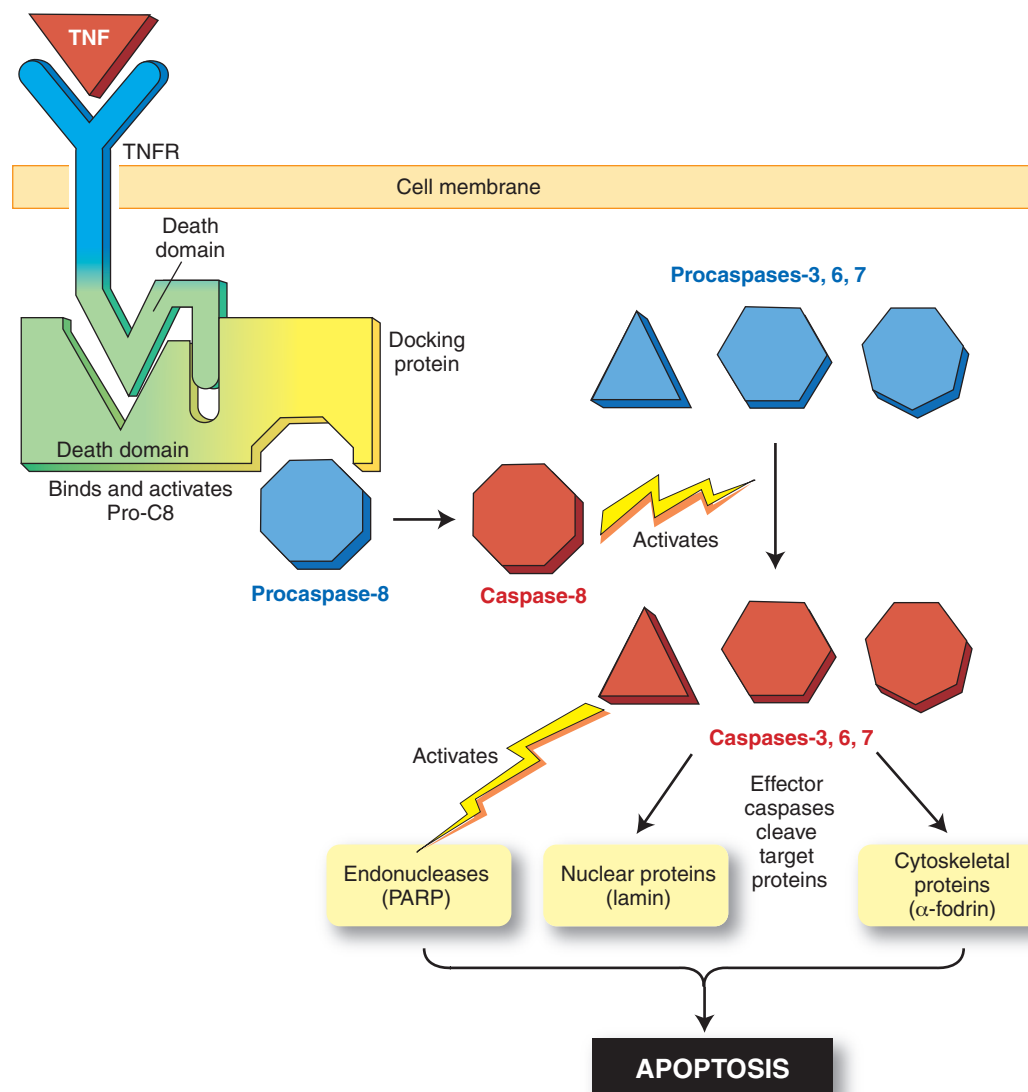 TNF
TNFR
Cell membrane
Death
domain
Procaspases-3, 6, 7
Docking
protein
Death domain
Binds and activates
Pro-C8
Activates
Procaspase-8
Caspase-8
Caspases-3, 6, 7
Activates
Effector
caspases
cleave
target
proteins
Endonucleases
(PARP)
Nuclear proteins
(lamin)
Cytoskeletal
proteins
(α-fodrin)
APOPTOSIS